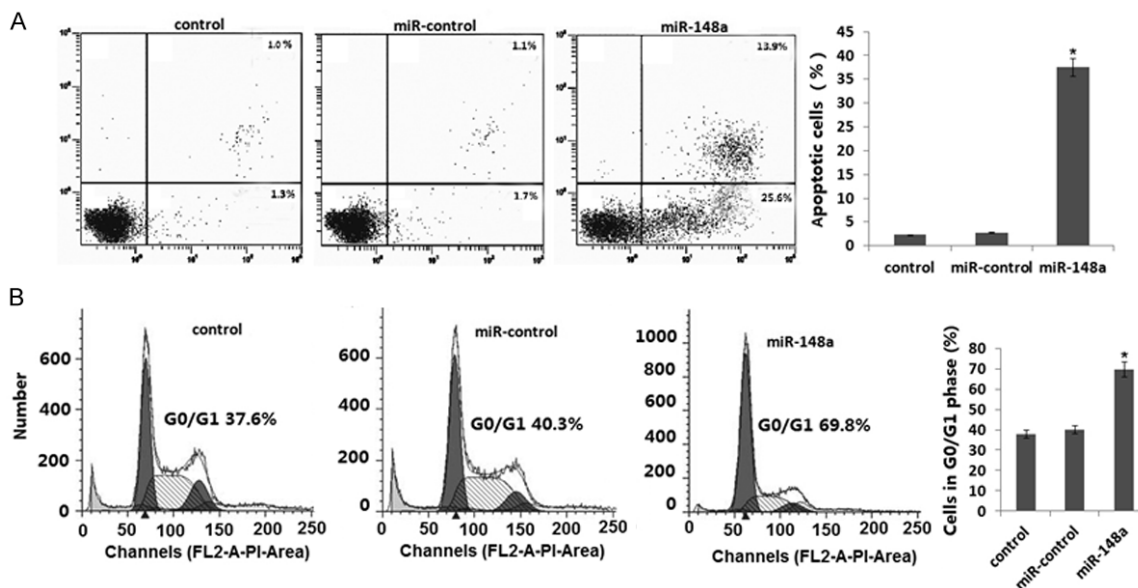 A
control
miR-control
miR-148a
1.0 %
1.3%
1.1%
1.7%
13.9%
25.6%
Apoptotic cells ( % )
45
40
35
30
25
20
15
10
5
0
*
control
miR-control
miR-148a
B
Number
600
400
200
0
control
G0/G1 37.6%
0 50 100 150 200 250
Channels (FL2-A-PI-Area)
600
400
200
0
miR-control
G0/G1 40.3%
0 50 100 150 200 250
Channels (FL2-A-PI-Area)
1000
800
600
400
200
0
miR-148a
G0/G1 69.8%
0 50 100 150 200 250
Channels (FL2-A-PI-Area)
Cells in G0/G1 phase (%)
80
70
60
50
40
30
20
10
0
*
control
miR-control
miR-148a